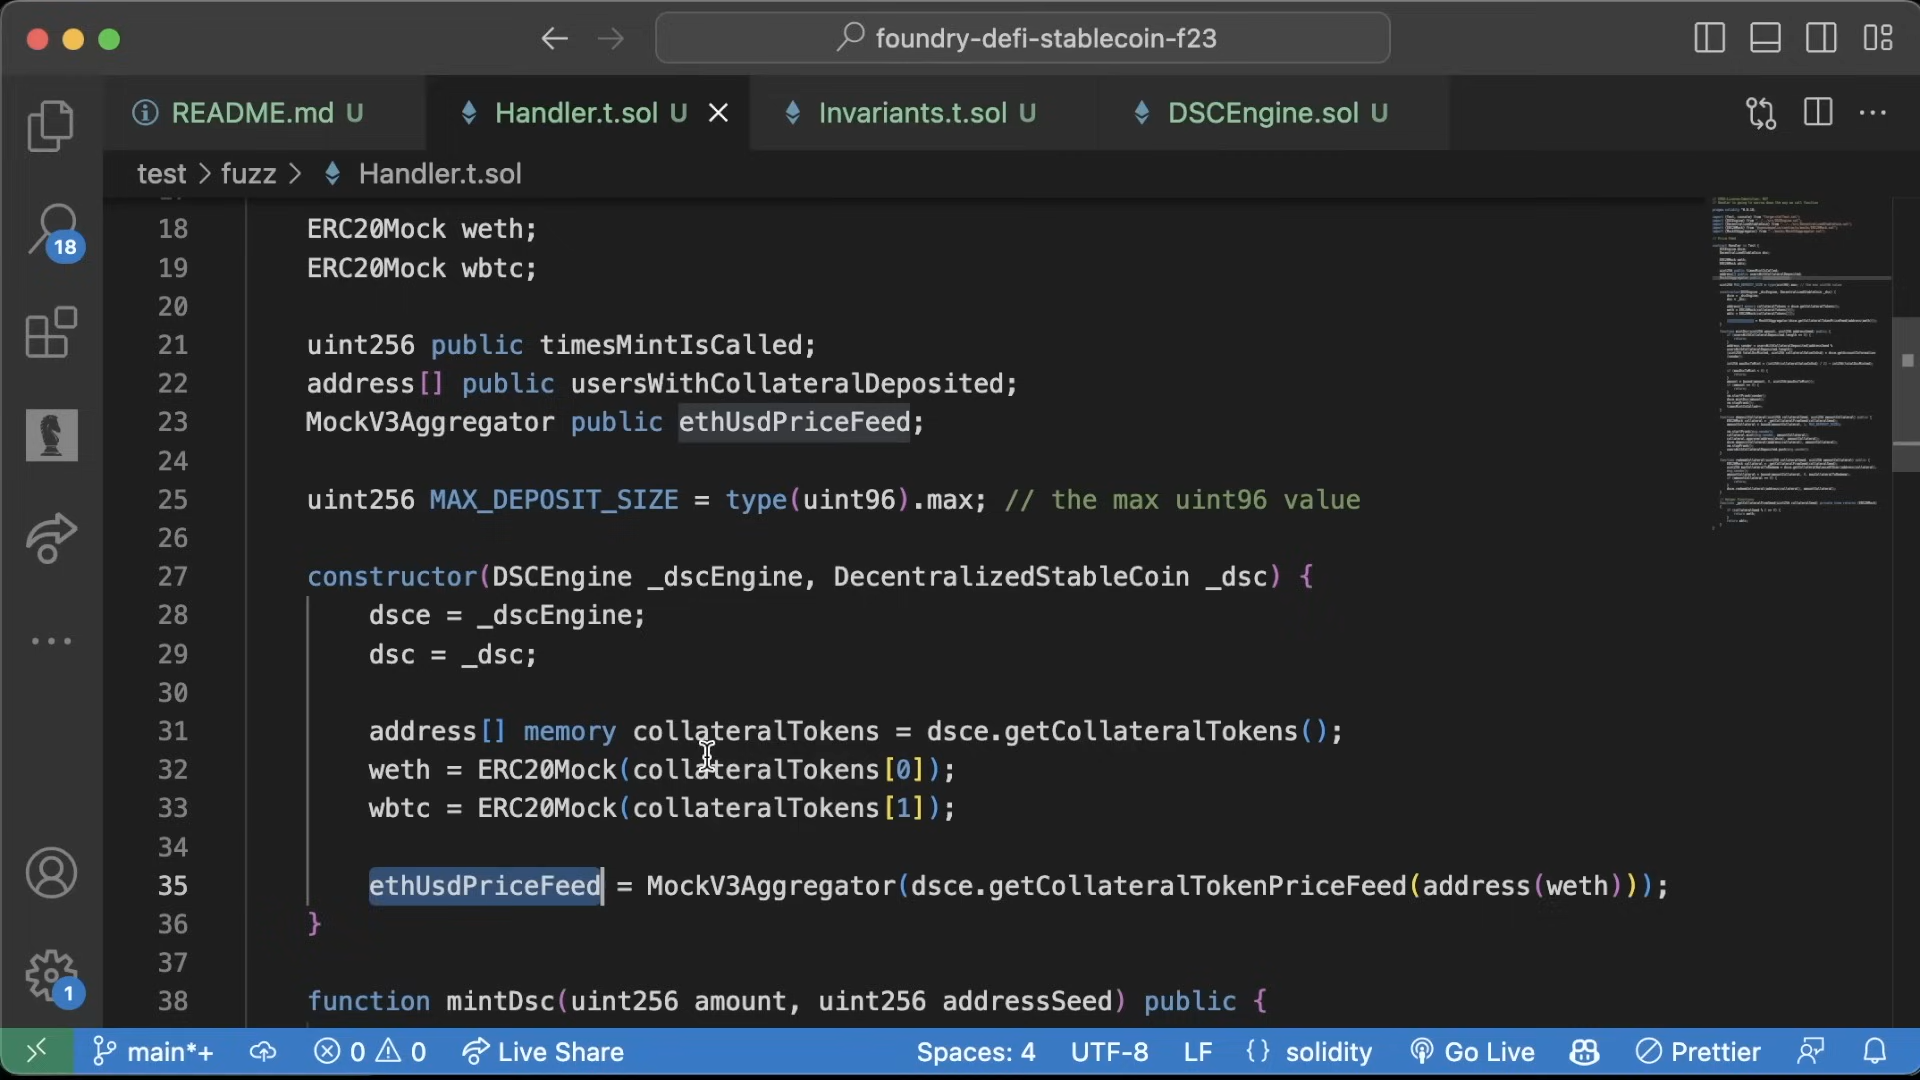 foundry-defi-stablecoin-f23
README.md U
Handler.t.sol U
Invariants.t.sol U
DSCEngine.sol U
test > fuzz > Handler.t.sol
18
18 ERC20Mock weth;
19 ERC20Mock wbtc;
20
21 uint256 public timesMintIsCalled;
22 address[] public usersWithCollateralDeposited;
23 MockV3Aggregator public ethUsdPriceFeed;
24
25 uint256 MAX_DEPOSIT_SIZE = type(uint96).max; // the max uint96 value
26
27 constructor(DSCEngine _dscEngine, DecentralizedStableCoin _dsc) {
28 dsce = _dscEngine;
29 dsc = _dsc;
30
31 address[] memory collateralTokens = dsce.getCollateralTokens();
32 weth = ERC20Mock(collateralTokens[0]);
33 wbtc = ERC20Mock(collateralTokens[1]);
34
35 ethUsdPriceFeed = MockV3Aggregator(dsce.getCollateralTokenPriceFeed(address(weth)));
36 }
37
38 function mintDsc(uint256 amount, uint256 addressSeed) public {
1
main*+ 0 0 Live Share Spaces: 4 UTF-8 LF {} solidity Go Live Prettier